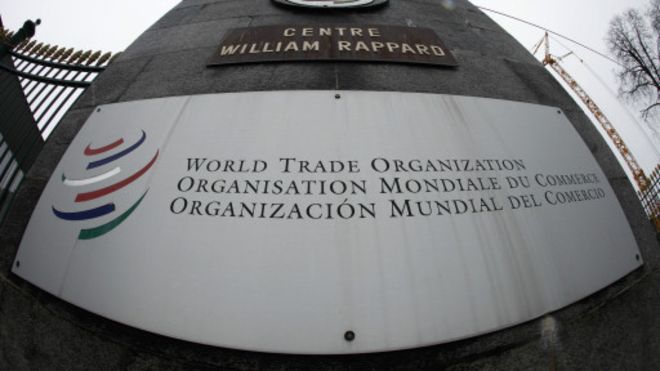 CENTRE
WILLIAM RAPPARD
WORLD TRADE ORGANIZATION
ORGANISATION MONDIALE DU COMMERCE
ORGANIZACIÓN MUNDIAL DEL COMERCIO